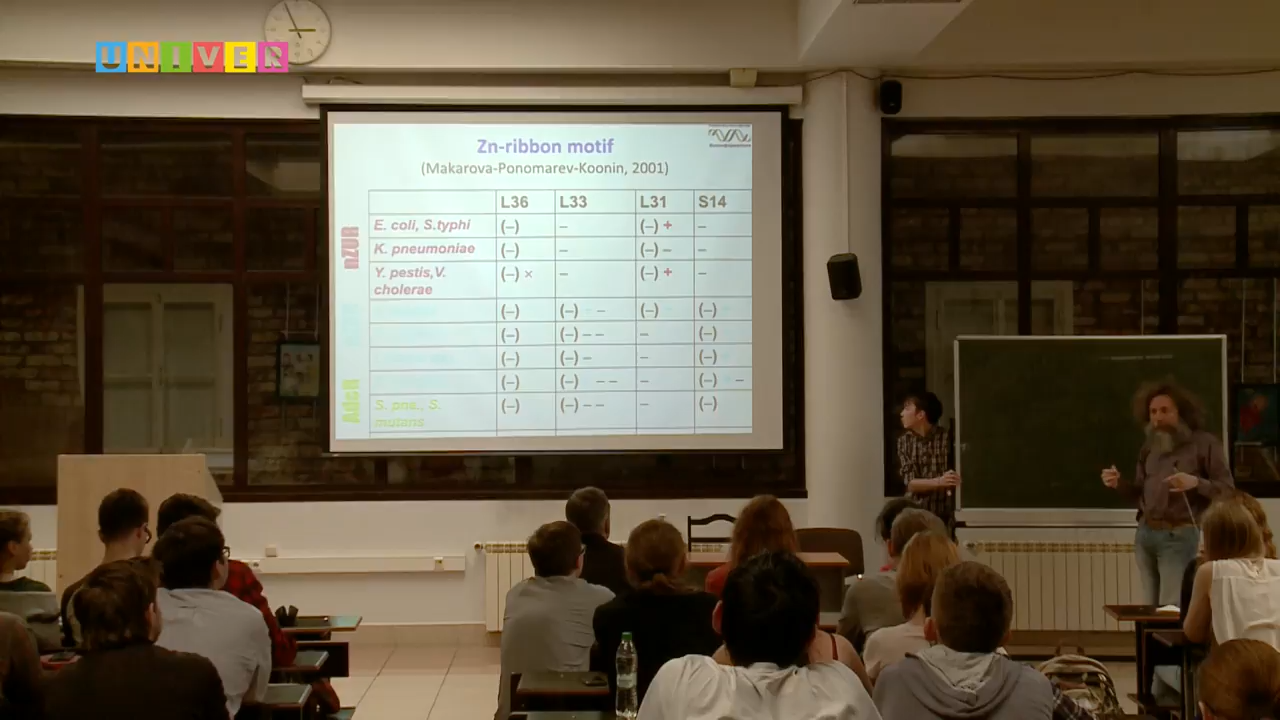 UNIVER
Zn-ribbon motif
(Makarova-Ponomarev-Koonin, 2001)
L36 L33 L31 S14
nZUR
E. coli, S.typhi (–) – (–) + –
K. pneumoniae (–) – (–) – –
Y. pestis,V. cholerae (–) × – (–) + –
(–) (–) – (–) (–)
(–) (–) – – – (–)
(–) (–) – – (–)
(–) (–) – – – (–) –
AdcR
S. pne., S. mutans (–) (–) – – – (–)